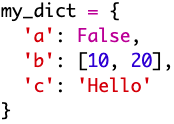 my_dict = {
  'a': False,
  'b': [10, 20],
  'c': 'Hello'
}